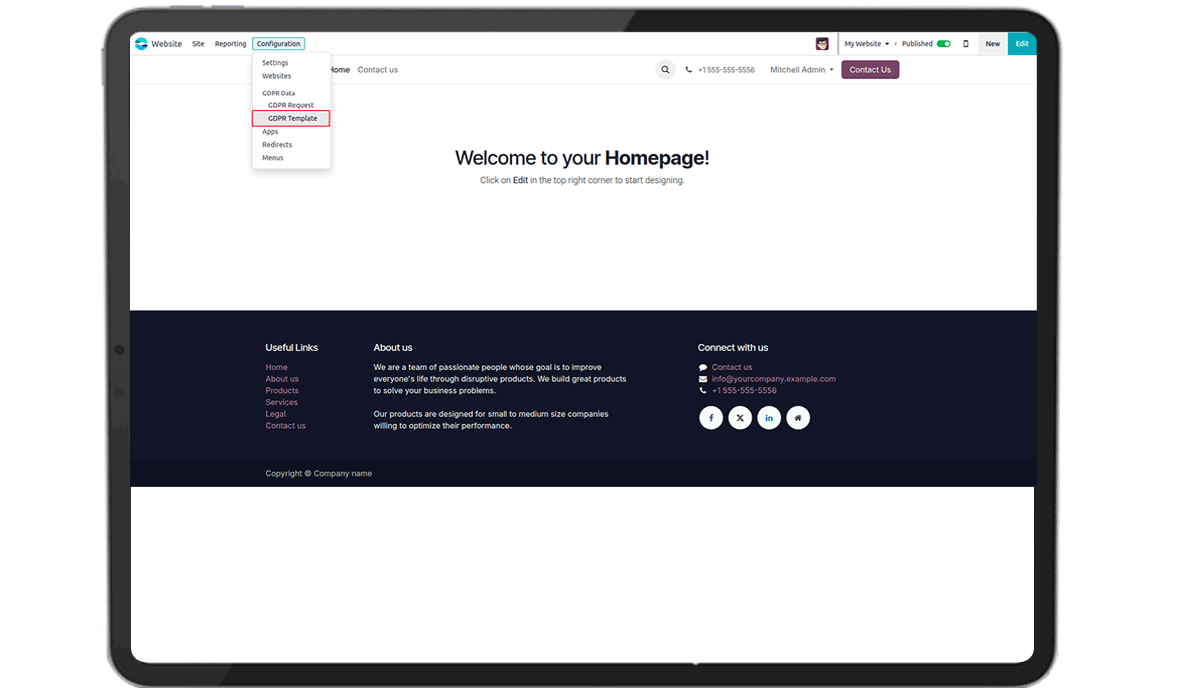 Website Site Reporting Configuration My Website Published New Edit
Settings
Websites
GDPR Data
GDPR Request
GDPR Template
Apps
Redirects
Menus
Home Contact us +1 555-555-5556 Mitchell Admin Contact Us
Welcome to your Homepage!
Click on Edit in the top right corner to start designing.
Useful Links
Home
About us
Products
Services
Legal
Contact us
About us
We are a team of passionate people whose goal is to improve
everyone's life through disruptive products. We build great products
to solve your business problems.
Our products are designed for small to medium size companies
willing to optimize their performance.
Connect with us
Contact us
info@yourcompany.example.com
+1 555-555-5556
Copyright © Company name